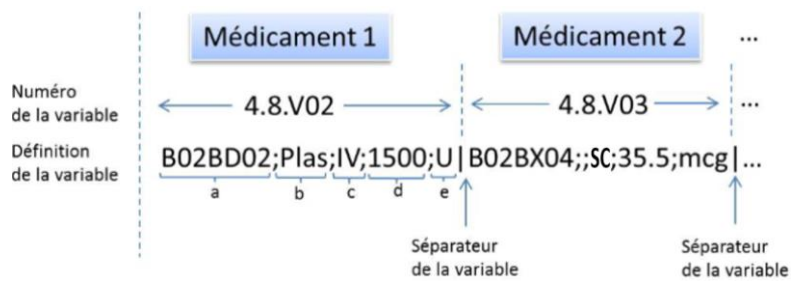 Médicament 1 Médicament 2 ...
Numéro
de la variable
4.8.V02 4.8.V03 ...
Définition
de la variable
B02BD02;Plas;IV;1500;U|B02BX04;;SC;35.5;mcg|...
a b c d e
Séparateur
de la variable
Séparateur
de la variable